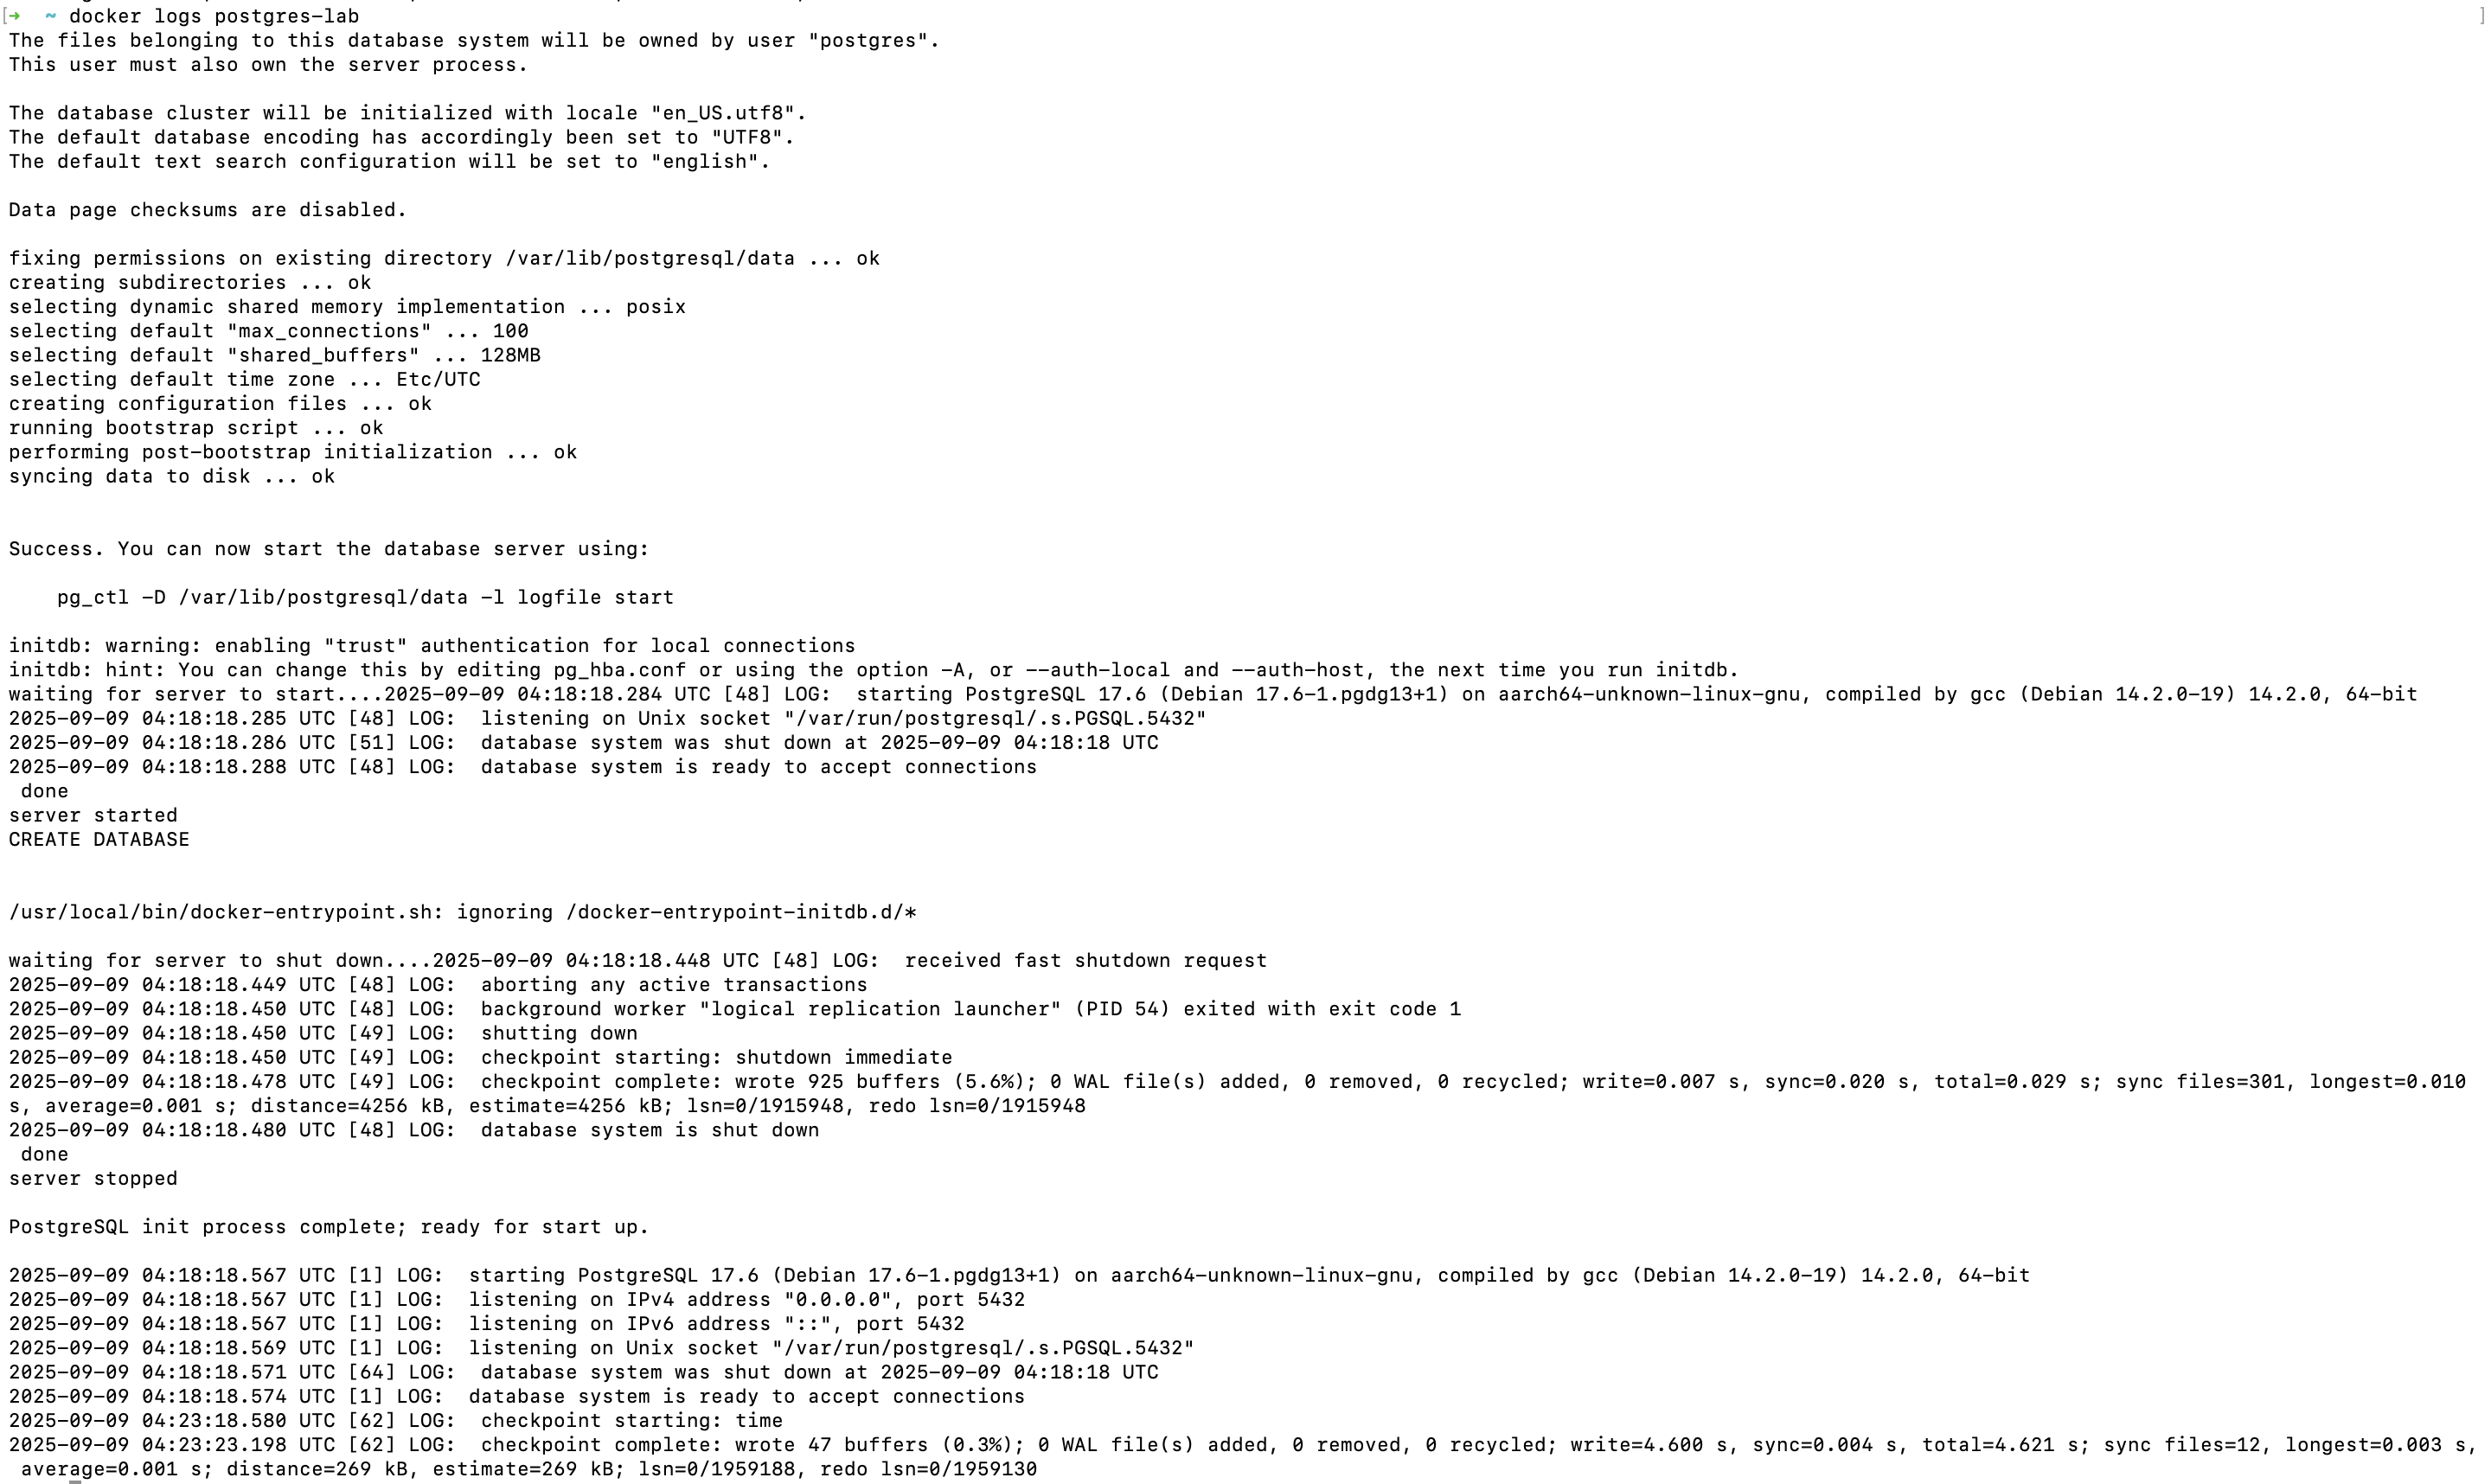 [➜  ~ docker logs postgres-lab ]
The files belonging to this database system will be owned by user "postgres".
This user must also own the server process.

The database cluster will be initialized with locale "en_US.utf8".
The default database encoding has accordingly been set to "UTF8".
The default text search configuration will be set to "english".

Data page checksums are disabled.

fixing permissions on existing directory /var/lib/postgresql/data ... ok
creating subdirectories ... ok
selecting dynamic shared memory implementation ... posix
selecting default "max_connections" ... 100
selecting default "shared_buffers" ... 128MB
selecting default time zone ... Etc/UTC
creating configuration files ... ok
running bootstrap script ... ok
performing post-bootstrap initialization ... ok
syncing data to disk ... ok


Success. You can now start the database server using:

    pg_ctl -D /var/lib/postgresql/data -l logfile start

initdb: warning: enabling "trust" authentication for local connections
initdb: hint: You can change this by editing pg_hba.conf or using the option -A, or --auth-local and --auth-host, the next time you run initdb.
waiting for server to start....2025-09-09 04:18:18.284 UTC [48] LOG:  starting PostgreSQL 17.6 (Debian 17.6-1.pgdg13+1) on aarch64-unknown-linux-gnu, compiled by gcc (Debian 14.2.0-19) 14.2.0, 64-bit
2025-09-09 04:18:18.285 UTC [48] LOG:  listening on Unix socket "/var/run/postgresql/.s.PGSQL.5432"
2025-09-09 04:18:18.286 UTC [51] LOG:  database system was shut down at 2025-09-09 04:18:18 UTC
2025-09-09 04:18:18.288 UTC [48] LOG:  database system is ready to accept connections
 done
server started
CREATE DATABASE


/usr/local/bin/docker-entrypoint.sh: ignoring /docker-entrypoint-initdb.d/*

waiting for server to shut down....2025-09-09 04:18:18.448 UTC [48] LOG:  received fast shutdown request
2025-09-09 04:18:18.449 UTC [48] LOG:  aborting any active transactions
2025-09-09 04:18:18.450 UTC [48] LOG:  background worker "logical replication launcher" (PID 54) exited with exit code 1
2025-09-09 04:18:18.450 UTC [49] LOG:  shutting down
2025-09-09 04:18:18.450 UTC [49] LOG:  checkpoint starting: shutdown immediate
2025-09-09 04:18:18.478 UTC [49] LOG:  checkpoint complete: wrote 925 buffers (5.6%); 0 WAL file(s) added, 0 removed, 0 recycled; write=0.007 s, sync=0.020 s, total=0.029 s; sync files=301, longest=0.010
s, average=0.001 s; distance=4256 kB, estimate=4256 kB; lsn=0/1915948, redo lsn=0/1915948
2025-09-09 04:18:18.480 UTC [48] LOG:  database system is shut down
 done
server stopped

PostgreSQL init process complete; ready for start up.

2025-09-09 04:18:18.567 UTC [1] LOG:  starting PostgreSQL 17.6 (Debian 17.6-1.pgdg13+1) on aarch64-unknown-linux-gnu, compiled by gcc (Debian 14.2.0-19) 14.2.0, 64-bit
2025-09-09 04:18:18.567 UTC [1] LOG:  listening on IPv4 address "0.0.0.0", port 5432
2025-09-09 04:18:18.567 UTC [1] LOG:  listening on IPv6 address "::", port 5432
2025-09-09 04:18:18.569 UTC [1] LOG:  listening on Unix socket "/var/run/postgresql/.s.PGSQL.5432"
2025-09-09 04:18:18.571 UTC [64] LOG:  database system was shut down at 2025-09-09 04:18:18 UTC
2025-09-09 04:18:18.574 UTC [1] LOG:  database system is ready to accept connections
2025-09-09 04:23:18.580 UTC [62] LOG:  checkpoint starting: time
2025-09-09 04:23:23.198 UTC [62] LOG:  checkpoint complete: wrote 47 buffers (0.3%); 0 WAL file(s) added, 0 removed, 0 recycled; write=4.600 s, sync=0.004 s, total=4.621 s; sync files=12, longest=0.003 s,
 average=0.001 s; distance=269 kB, estimate=269 kB; lsn=0/1959188, redo lsn=0/1959130